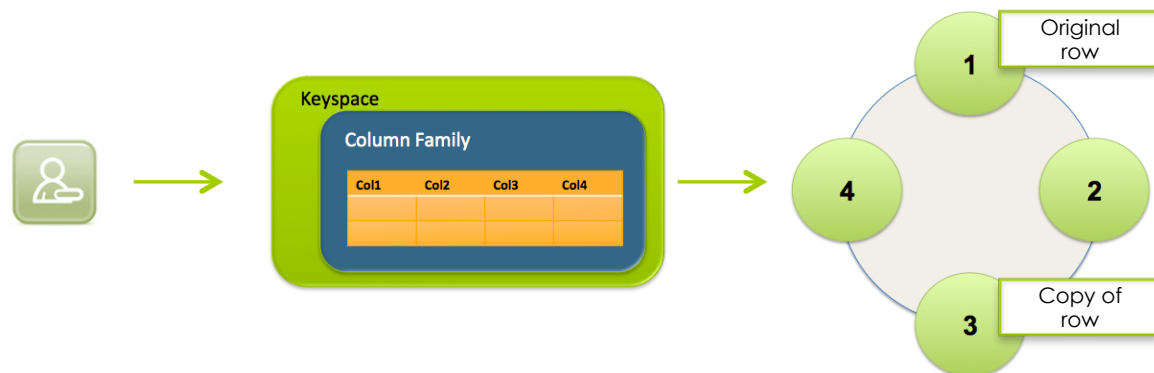 Keyspace
Column Family
Col1 Col2 Col3 Col4
1
Original
row
4
2
3
Copy of
row